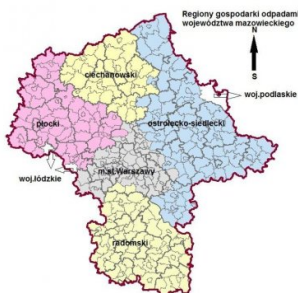 Regiony gospodarki odpadami
województwa mazowieckiego
N
S
ciechanowski
woj.podlaskie
płocki
ostrołęcko-siedlecki
woj.łódzkie
m.st.Warszawy
radomski